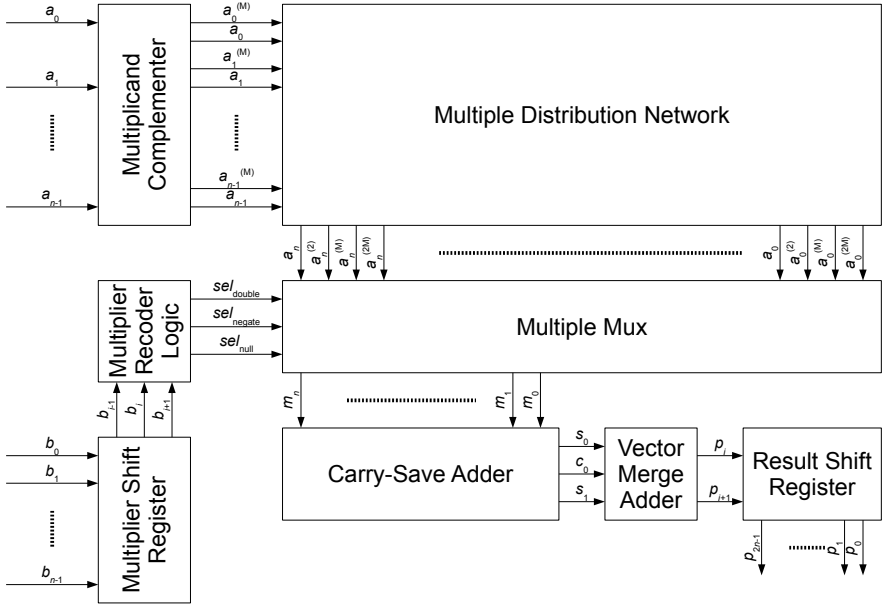 a0 a0(M)
a0
a1 a1(M)
a1
an-1 an-1(M)
an-1
Multiplicand
Complementer
Multiple Distribution Network
an an(2) an(M) an(2M) a0 a0(2) a0(M) a0(2M)
Multiplier
Recoder
Logic
seldouble
selnegate
selnull
Multiple Mux
bi-1 bi bi+1
mn m1 m0
b0
b1
bn-1
Multiplier Shift
Register
Carry-Save Adder
s0
c0
s1
Vector
Merge
Adder
pi
pi+1
Result Shift
Register
p2n-1 p1 p0